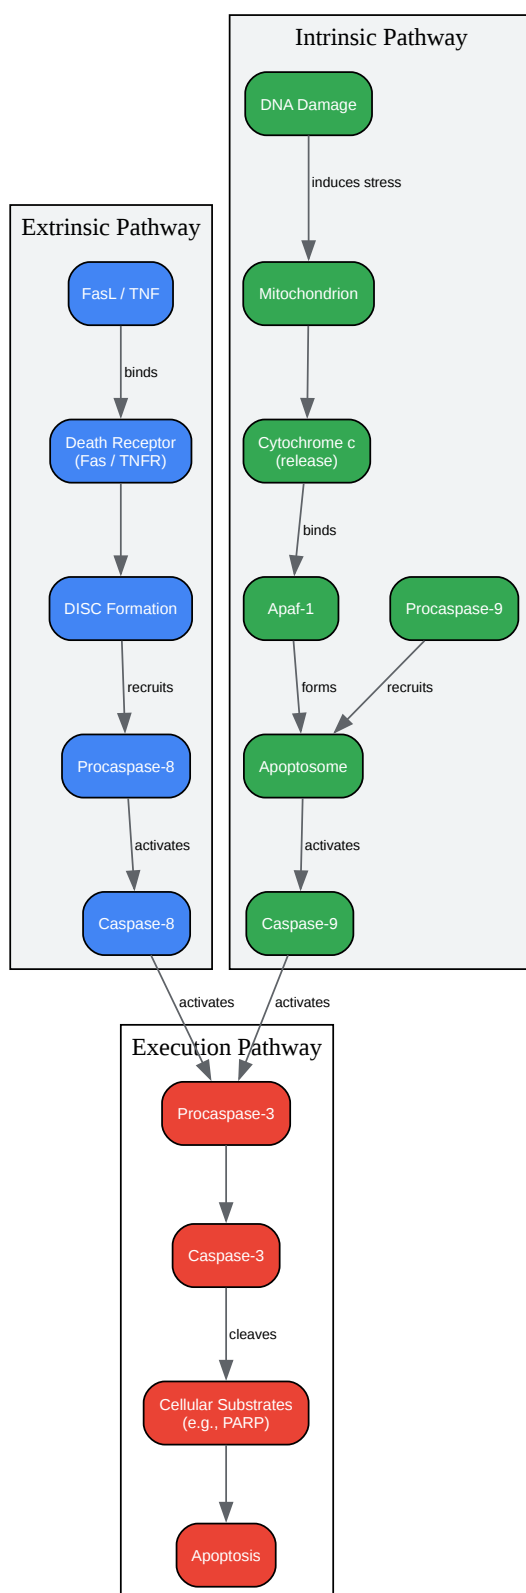 Intrinsic Pathway
DNA Damage
induces stress
Extrinsic Pathway
FasL / TNF
Mitochondrion
binds
Death Receptor
(Fas / TNFR)
Cytochrome c
(release)
binds
DISC Formation
Apaf-1
Procaspase-9
recruits
forms
recruits
Procaspase-8
Apoptosome
activates
activates
Caspase-8
Caspase-9
activates
activates
Execution Pathway
Procaspase-3
Caspase-3
cleaves
Cellular Substrates
(e.g., PARP)
Apoptosis